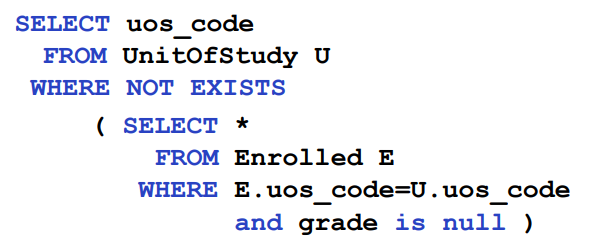 SELECT uos_code
FROM UnitOfStudy U
WHERE NOT EXISTS
( SELECT *
FROM Enrolled E
WHERE E.uos_code=U.uos_code
and grade is null )